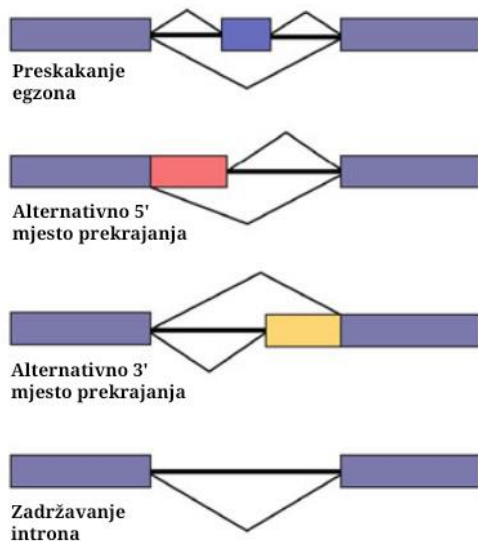 Preskakanje
egzona
Alternativno 5'
mjesto prekrajanja
Alternativno 3'
mjesto prekrajanja
Zadržavanje
introna